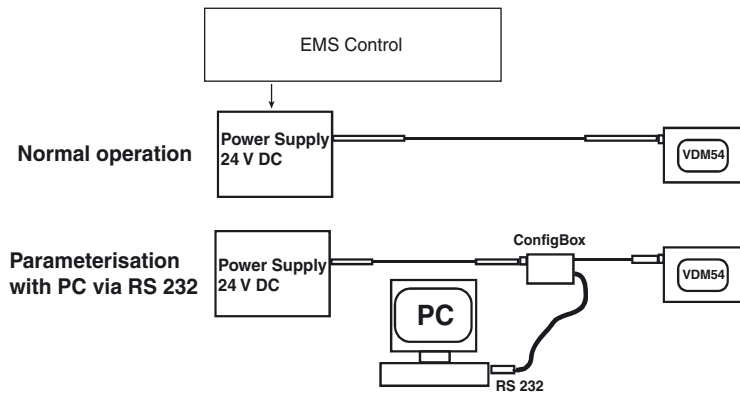 EMS Control
Normal operation
Power Supply
24 V DC
VDM54
Parameterisation
with PC via RS 232
Power Supply
24 V DC
ConfigBox
VDM54
PC
RS 232